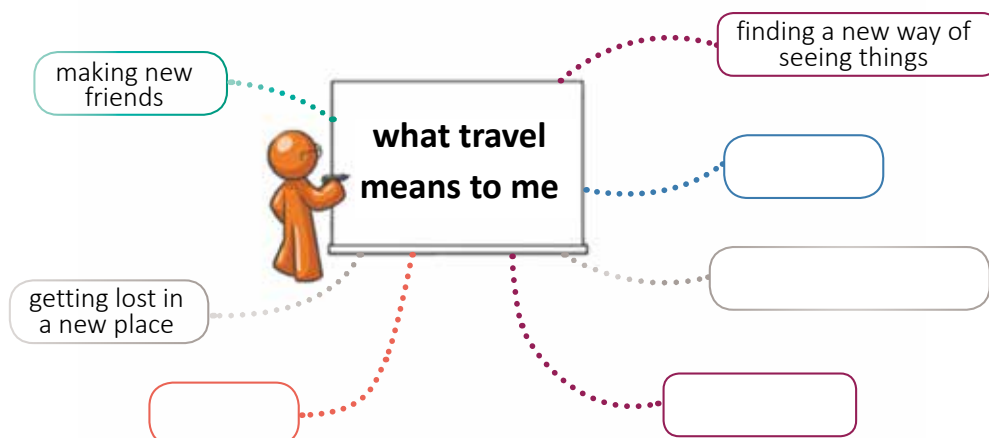 finding a new way of
seeing things
making new
friends
what travel
means to me
getting lost in
a new place